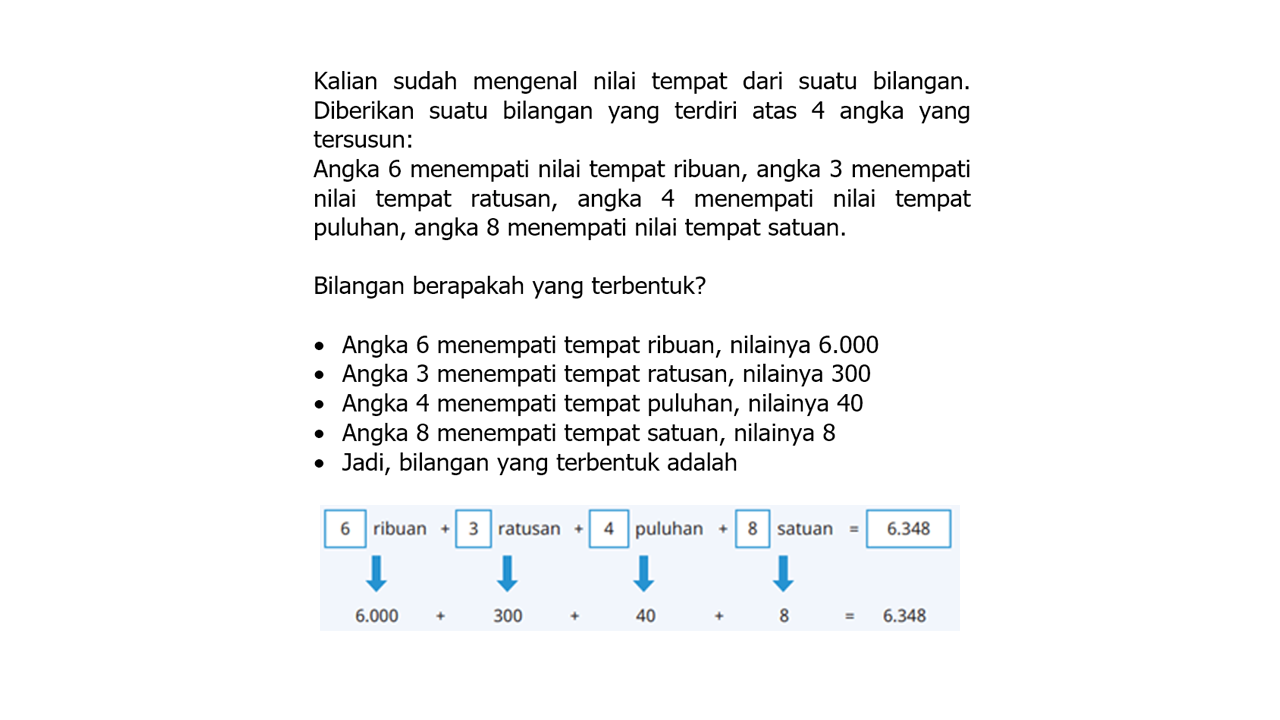 Kalian sudah mengenal nilai tempat dari suatu bilangan.
Diberikan suatu bilangan yang terdiri atas 4 angka yang
tersusun:
Angka 6 menempati nilai tempat ribuan, angka 3 menempati
nilai tempat ratusan, angka 4 menempati nilai tempat
puluhan, angka 8 menempati nilai tempat satuan.
Bilangan berapakah yang terbentuk?
• Angka 6 menempati tempat ribuan, nilainya 6.000
• Angka 3 menempati tempat ratusan, nilainya 300
• Angka 4 menempati tempat puluhan, nilainya 40
• Angka 8 menempati tempat satuan, nilainya 8
• Jadi, bilangan yang terbentuk adalah
6 ribuan + 3 ratusan + 4 puluhan + 8 satuan = 6.348
6.000 + 300 + 40 + 8 = 6.348